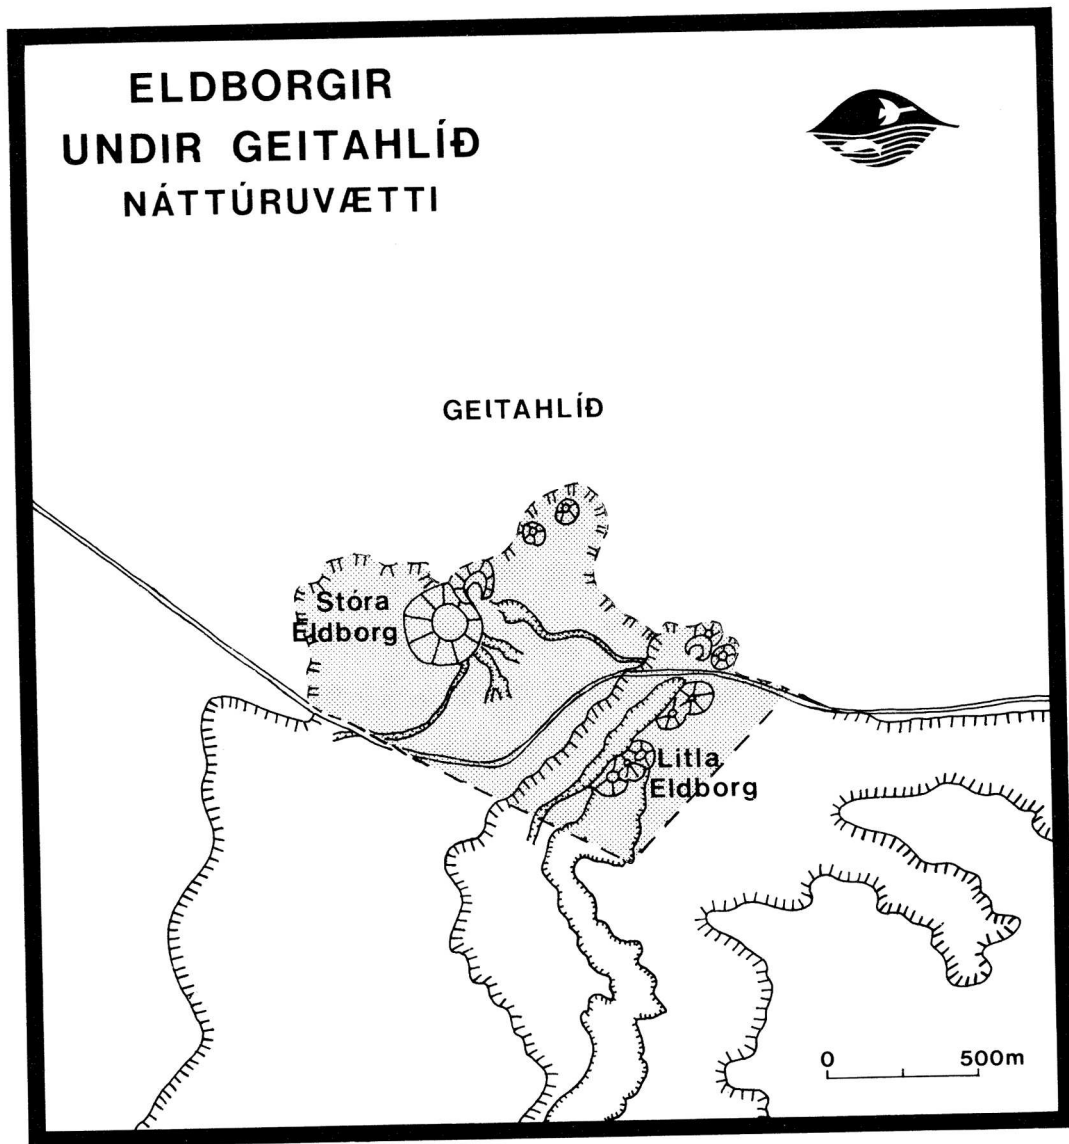 ELDBORGIR
UNDIR GEITAHLÍÐ
NÁTTÚRUVÆTTI
GEITAHLÍÐ
Stóra
Eldborg
Litla
Eldborg
0 500m